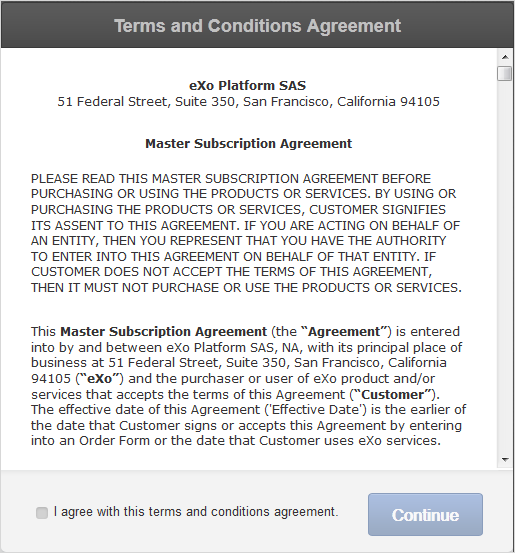 Terms and Conditions Agreement
eXo Platform SAS
51 Federal Street, Suite 350, San Francisco, California 94105
Master Subscription Agreement
PLEASE READ THIS MASTER SUBSCRIPTION AGREEMENT BEFORE
PURCHASING OR USING THE PRODUCTS OR SERVICES. BY USING OR
PURCHASING THE PRODUCTS OR SERVICES, CUSTOMER SIGNIFIES
ITS ASSENT TO THIS AGREEMENT. IF YOU ARE ACTING ON BEHALF OF
AN ENTITY, THEN YOU REPRESENT THAT YOU HAVE THE AUTHORITY
TO ENTER INTO THIS AGREEMENT ON BEHALF OF THAT ENTITY. IF
CUSTOMER DOES NOT ACCEPT THE TERMS OF THIS AGREEMENT,
THEN IT MUST NOT PURCHASE OR USE THE PRODUCTS OR SERVICES.
This Master Subscription Agreement (the “Agreement”) is entered
into by and between eXo Platform SAS, NA, with its principal place of
business at 51 Federal Street, Suite 350, San Francisco, California
94105 (“eXo”) and the purchaser or user of eXo product and/or
services that accepts the terms of this Agreement (“Customer”).
The effective date of this Agreement ('Effective Date') is the earlier of
the date that Customer signs or accepts this Agreement by entering
into an Order Form or the date that Customer uses eXo services.
I agree with this terms and conditions agreement.
Continue